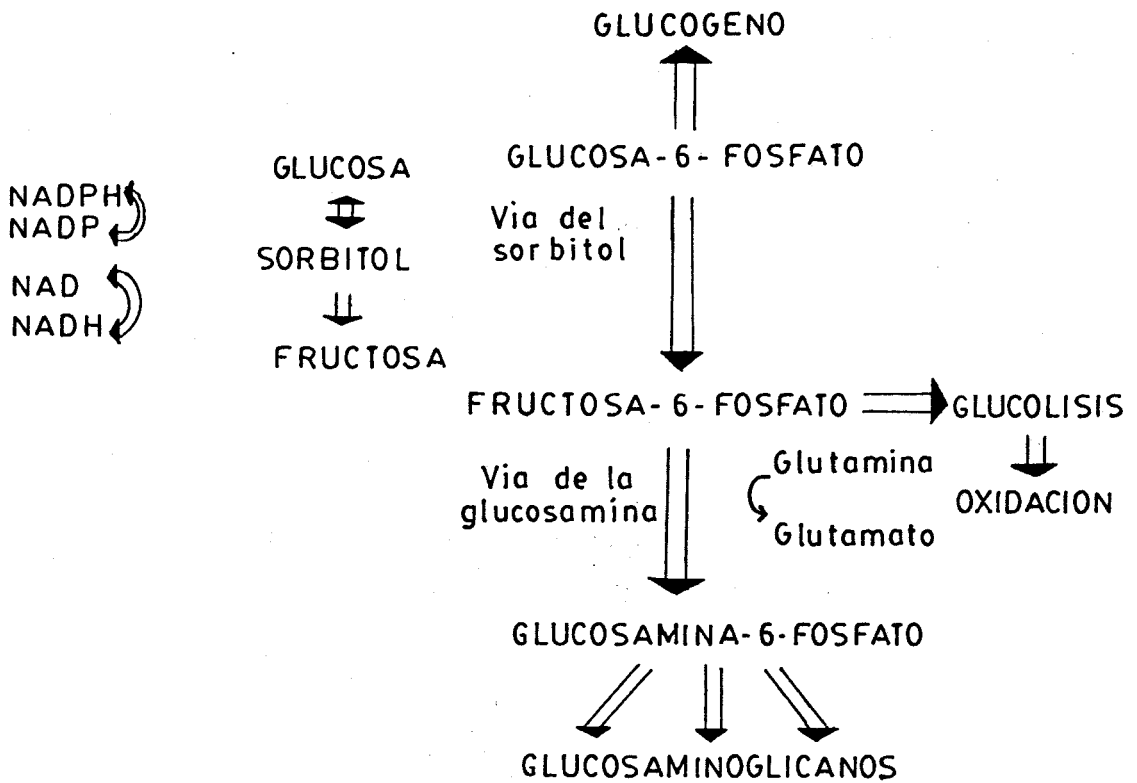 GLUCOGENO
GLUCOSA-6-FOSFATO
GLUCOSA
NADPH
NADP
Via del
sorbitol
SORBITOL
NAD
NADH
FRUCTOSA
FRUCTOSA-6-FOSFATO
GLUCOLISIS
Via de la
glucosamina
Glutamina
Glutamato
OXIDACION
GLUCOSAMINA-6-FOSFATO
GLUCOSAMINOGLICANOS